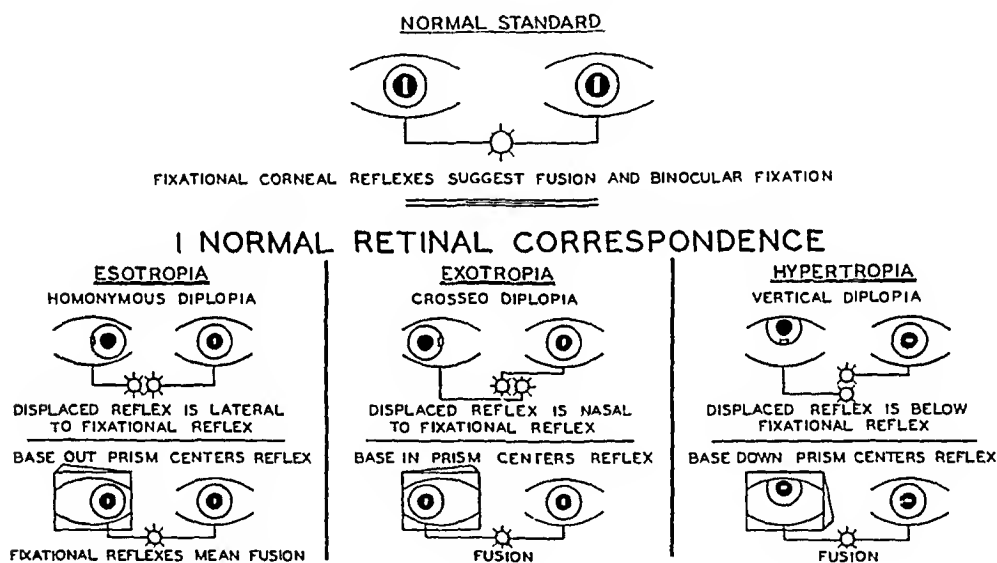 NORMAL STANDARD
FIXATIONAL CORNEAL REFLEXES SUGGEST FUSION AND BINOCULAR FIXATION
I NORMAL RETINAL CORRESPONDENCE
ESOTROPIA
HOMONYMOUS DIPLOPIA
DISPLACED REFLEX IS LATERAL
TO FIXATIONAL REFLEX
BASE OUT PRISM CENTERS REFLEX
FIXATIONAL REFLEXES MEAN FUSION
EXOTROPIA
CROSSEO DIPLOPIA
DISPLACED REFLEX IS NASAL
TO FIXATIONAL REFLEX
BASE IN PRISM CENTERS REFLEX
FUSION
HYPERTROPIA
VERTICAL DIPLOPIA
DISPLACED REFLEX IS BELOW
FIXATIONAL REFLEX
BASE DOWN PRISM CENTERS REFLEX
FUSION